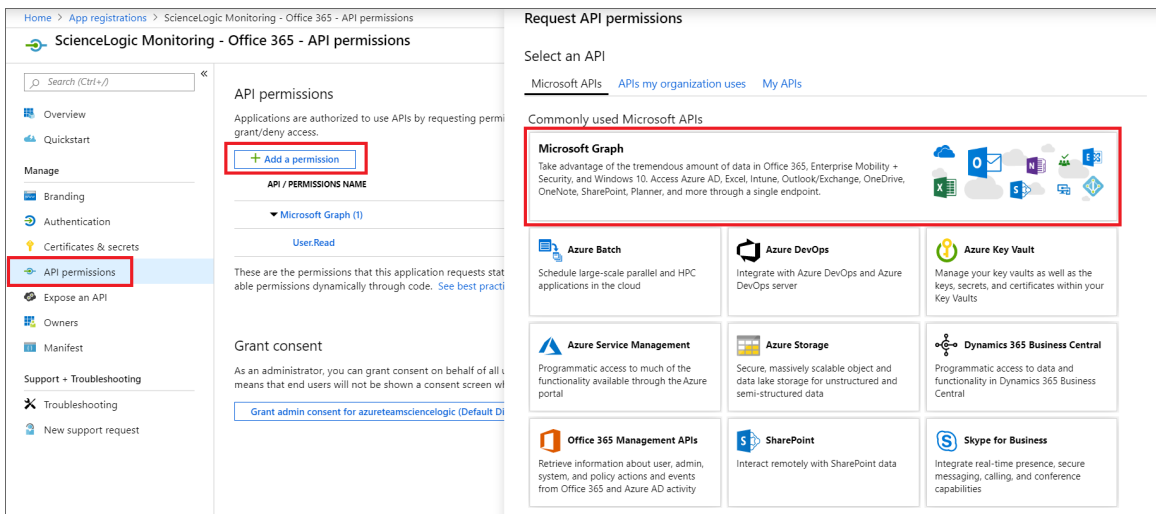 Home > App registrations > ScienceLogic Monitoring - Office 365 - API permissions
ScienceLogic Monitoring - Office 365 - API permissions
Search (Ctrl+/)
«
Overview
Quickstart
Manage
Branding
Authentication
Certificates & secrets
API permissions
Expose an API
Owners
Manifest
Support + Troubleshooting
Troubleshooting
New support request
API permissions
Applications are authorized to use APIs by requesting permi
grant/deny access.
+ Add a permission
API / PERMISSIONS NAME
Microsoft Graph (1)
User.Read
These are the permissions that this application requests stat
able permissions dynamically through code. See best practi
Grant consent
As an administrator, you can grant consent on behalf of all u
means that end users will not be shown a consent screen wh
Grant admin consent for azureteamsciencelogic (Default Di
Request API permissions
Select an API
Microsoft APIs APIs my organization uses My APIs
Commonly used Microsoft APIs
Microsoft Graph
Take advantage of the tremendous amount of data in Office 365, Enterprise Mobility +
Security, and Windows 10. Access Azure AD, Excel, Intune, Outlook/Exchange, OneDrive,
OneNote, SharePoint, Planner, and more through a single endpoint.
Azure Batch
Schedule large-scale parallel and HPC
applications in the cloud
Azure DevOps
Integrate with Azure DevOps and Azure
DevOps server
Azure Key Vault
Manage your key vaults as well as the
keys, secrets, and certificates within your
Key Vaults
Azure Service Management
Programmatic access to much of the
functionality available through the Azure
portal
Azure Storage
Secure, massively scalable object and
data lake storage for unstructured and
semi-structured data
Dynamics 365 Business Central
Programmatic access to data and
functionality in Dynamics 365 Business
Central
Office 365 Management APIs
Retrieve information about user, admin,
system, and policy actions and events
from Office 365 and Azure AD activity
SharePoint
Interact remotely with SharePoint data
Skype for Business
Integrate real-time presence, secure
messaging, calling, and conference
capabilities